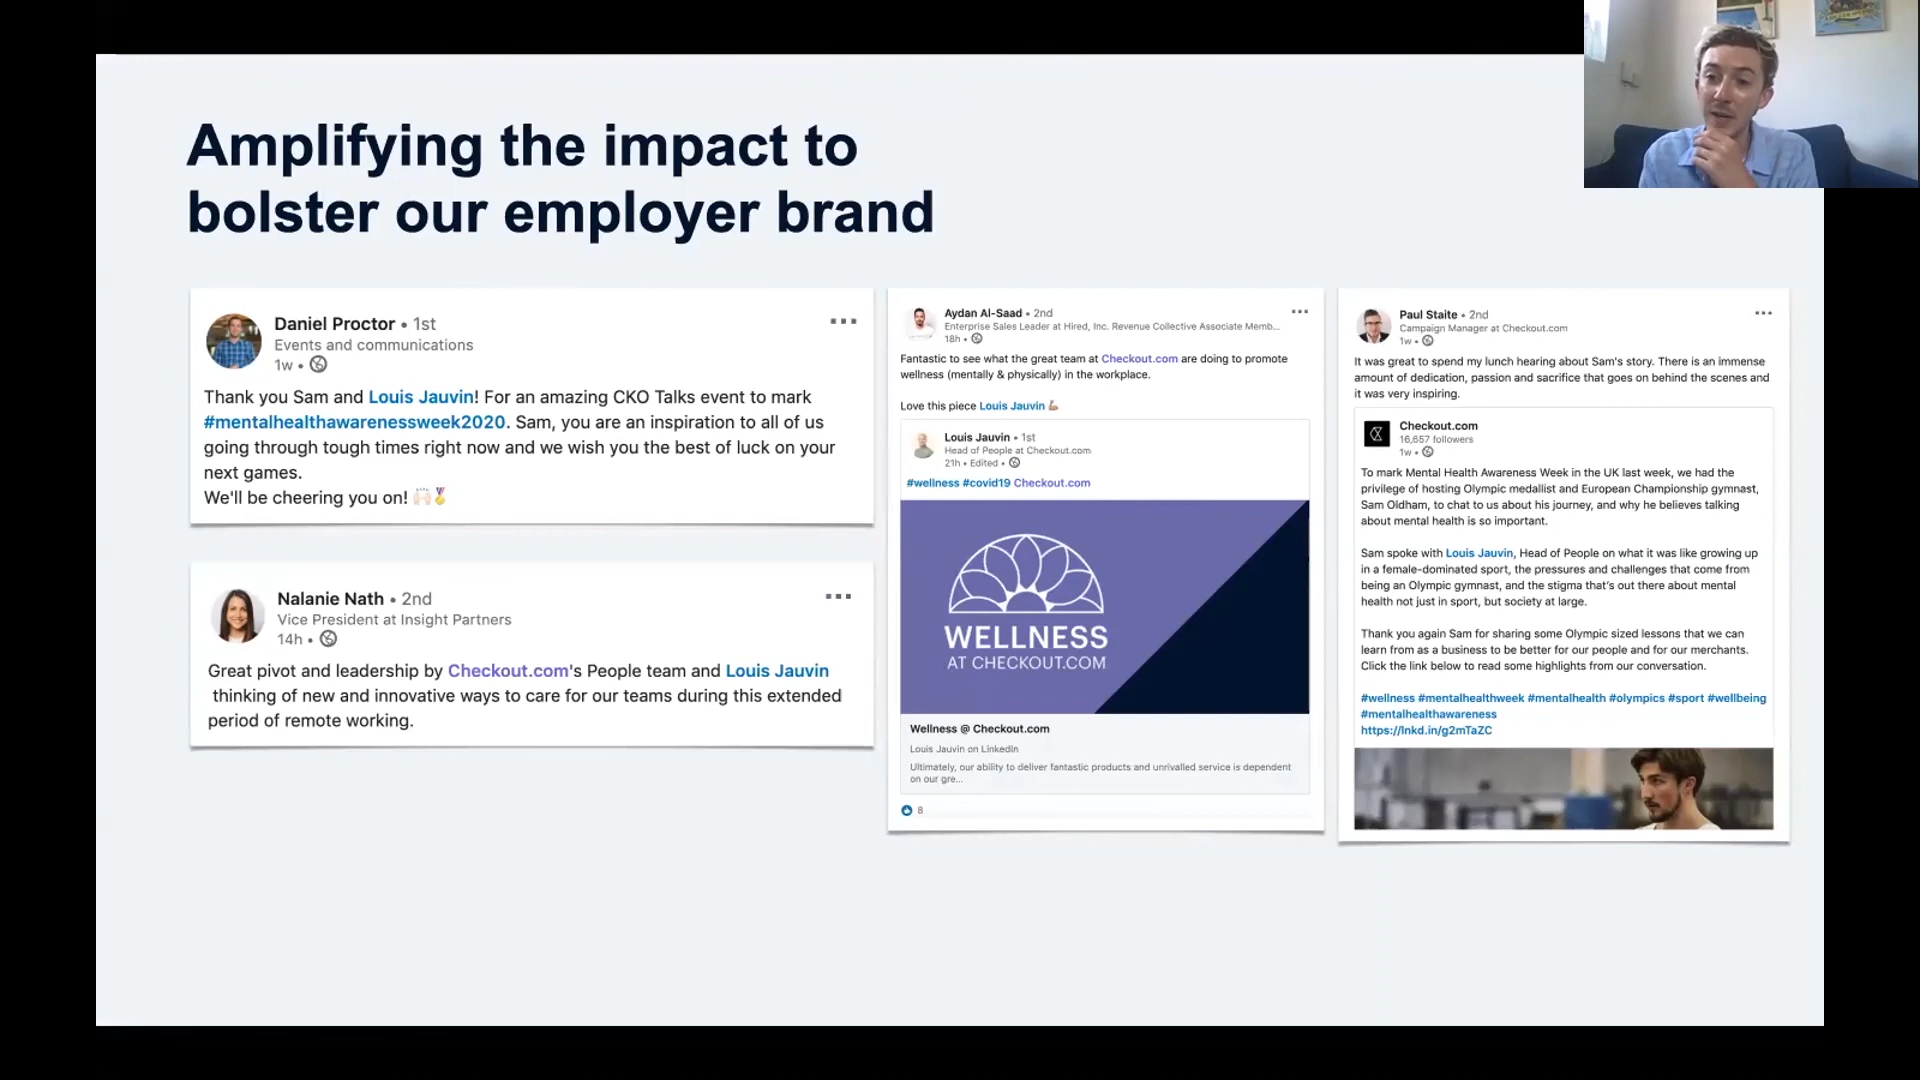 Amplifying the impact to
bolster our employer brand
Daniel Proctor • 1st
Events and communications
1w •
Thank you Sam and Louis Jauvin! For an amazing CKO Talks event to mark
#mentalhealthawarenessweek2020. Sam, you are an inspiration to all of us
going through tough times right now and we wish you the best of luck on your
next games.
We'll be cheering you on! 🙌🏻🏅
Nalanie Nath • 2nd
Vice President at Insight Partners
14h •
Great pivot and leadership by Checkout.com's People team and Louis Jauvin
thinking of new and innovative ways to care for our teams during this extended
period of remote working.
Aydan Al-Saad • 2nd
Enterprise Sales Leader at Hired, Inc. Revenue Collective Associate Memb...
18h •
Fantastic to see what the great team at Checkout.com are doing to promote
wellness (mentally & physically) in the workplace.
Love this piece Louis Jauvin 💪🏽
Louis Jauvin • 1st
Head of People at Checkout.com
21h • Edited •
#wellness #covid19 Checkout.com
WELLNESS
AT CHECKOUT.COM
Wellness @ Checkout.com
Louis Jauvin on LinkedIn
Ultimately, our ability to deliver fantastic products and unrivalled service is dependent
on our gre...
8
Paul Staite • 2nd
Campaign Manager at Checkout.com
1w •
It was great to spend my lunch hearing about Sam's story. There is an immense
amount of dedication, passion and sacrifice that goes on behind the scenes and
it was very inspiring.
Checkout.com
16,657 followers
1w •
To mark Mental Health Awareness Week in the UK last week, we had the
privilege of hosting Olympic medallist and European Championship gymnast,
Sam Oldham, to chat to us about his journey, and why he believes talking
about mental health is so important.
Sam spoke with Louis Jauvin, Head of People on what it was like growing up
in a female-dominated sport, the pressures and challenges that come from
being an Olympic gymnast, and the stigma that's out there about mental
health not just in sport, but society at large.
Thank you again Sam for sharing some Olympic sized lessons that we can
learn from as a business to be better for our people and for our merchants.
Click the link below to read some highlights from our conversation.
#wellness #mentalhealthweek #mentalhealth #olympics #sport #wellbeing
#mentalhealthawareness
https://lnkd.in/g2mTaZC